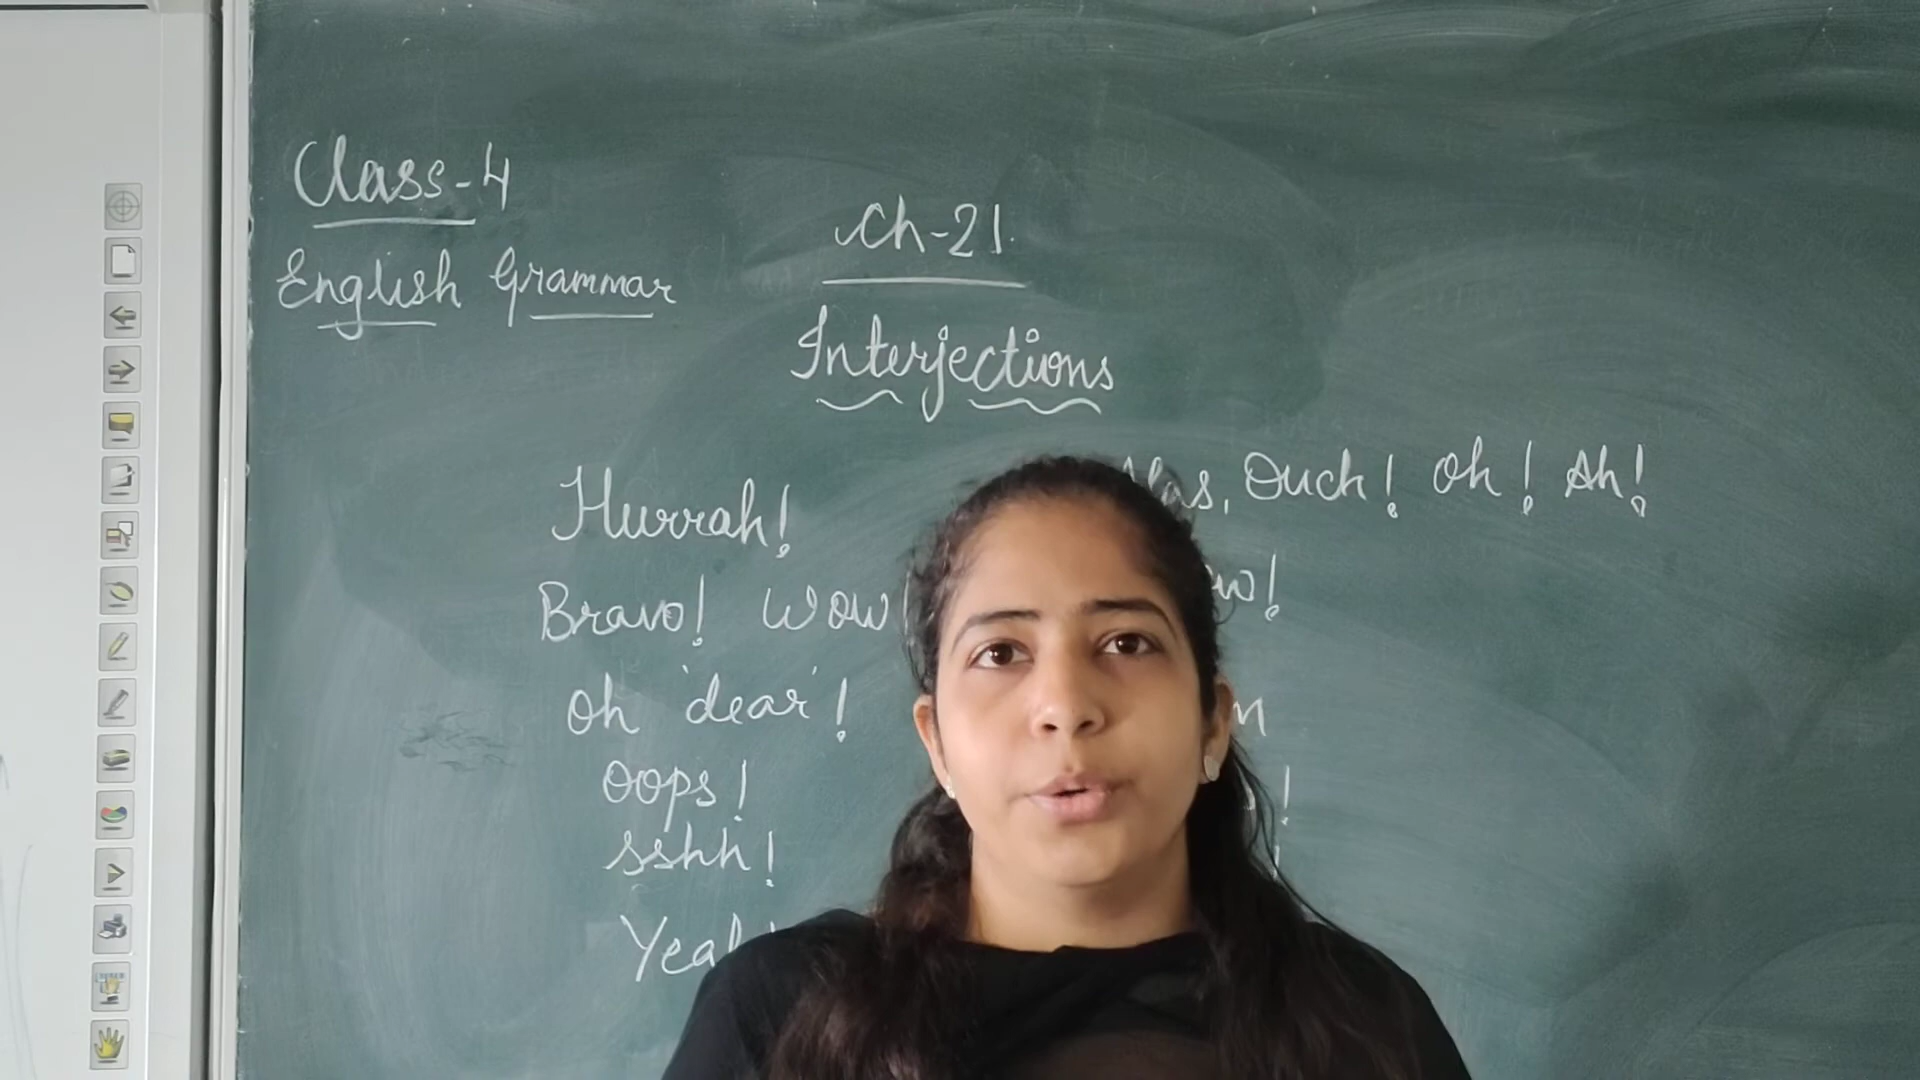 Class-4
English Grammar
Ch-21.
Interjections
Hurrah!
Ouch! Oh! Ah!
Bravo! Wow
Oh 'dear'!
Oops!
sshh!